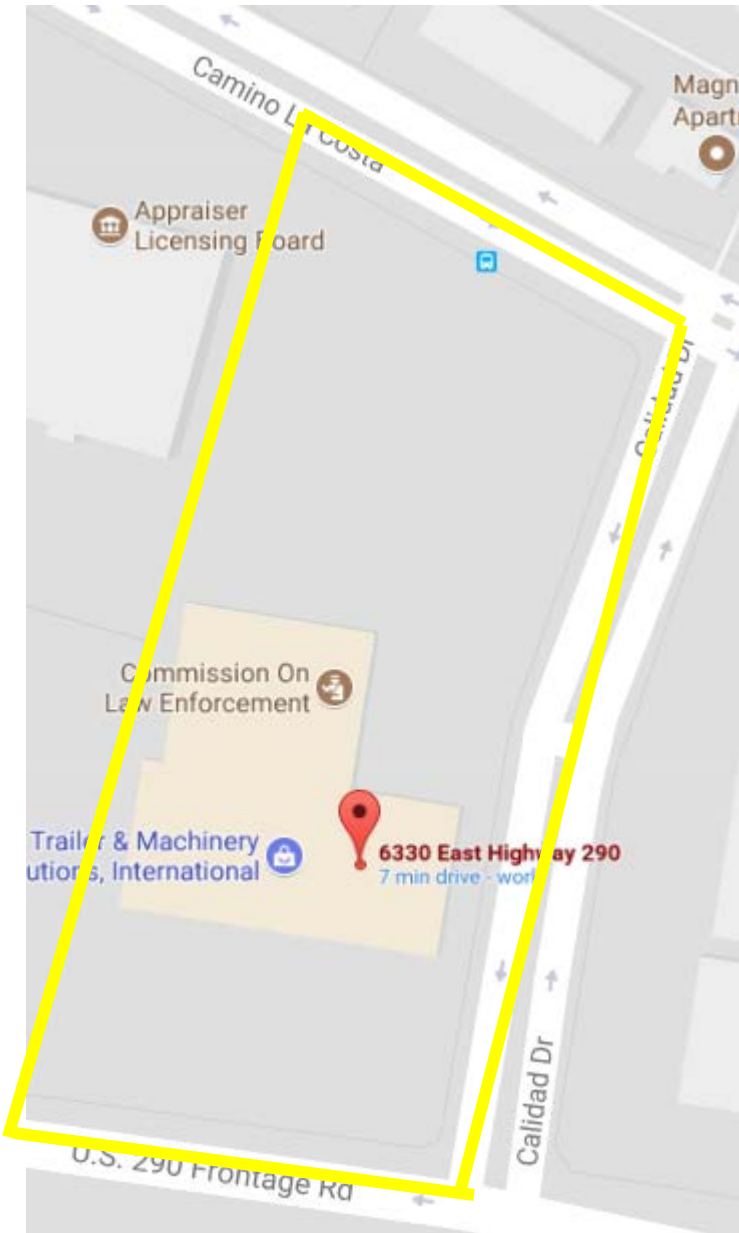 Camino La Costa
Magn
Apart
Appraiser
Licensing Board
Calidad Dr
Commission On
Law Enforcement
Trailer & Machinery
utions, International
6330 East Highway 290
7 min drive - work
Calidad Dr
U.S. 290 Frontage Rd